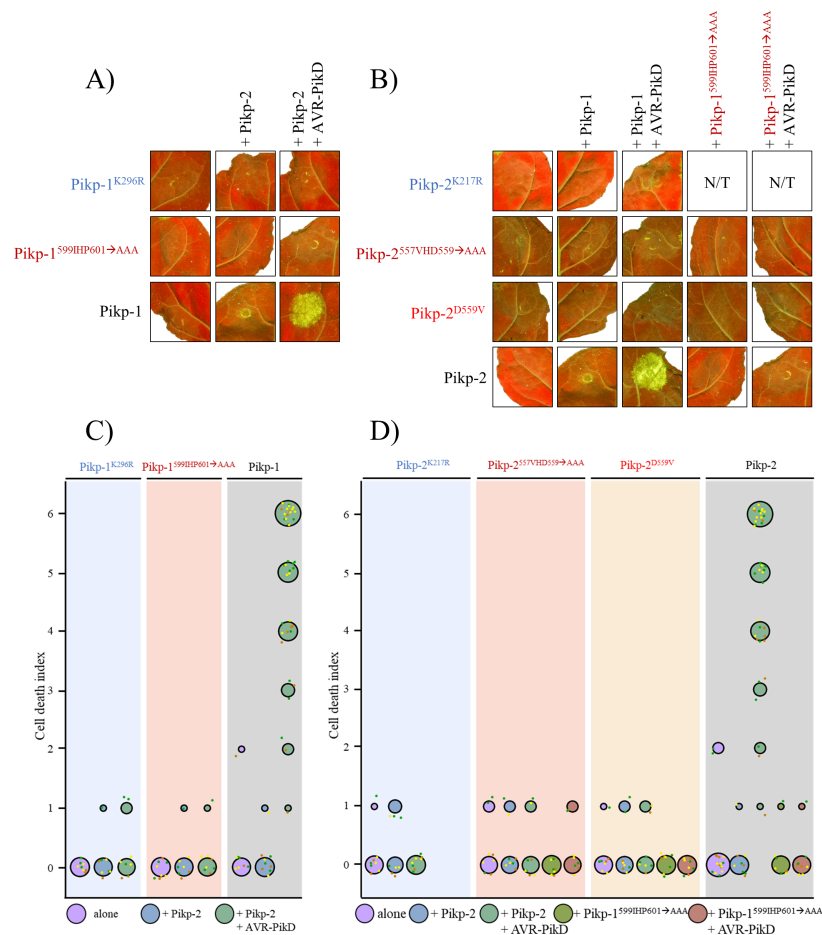 A)
+ Pikp-2
+ Pikp-2
+ AVR-PikD
Pikp-1K296R
Pikp-1599IHP601→AAA
Pikp-1
B)
+ Pikp-1
+ Pikp-1
+ AVR-PikD
+ Pikp-1599IHP601→AAA
+ Pikp-1599IHP601→AAA
+ AVR-PikD
Pikp-2K217R
N/T
N/T
Pikp-2557VHD559→AAA
Pikp-2D559V
Pikp-2
C)
Pikp-1K296R
Pikp-1599IHP601→AAA
Pikp-1
Cell death index
6
5
4
3
2
1
0
alone
+ Pikp-2
+ Pikp-2
+ AVR-PikD
D)
Pikp-2K217R
Pikp-2557VHD559→AAA
Pikp-2D559V
Pikp-2
Cell death index
6
5
4
3
2
1
0
alone
+ Pikp-2
+ Pikp-2
+ AVR-PikD
+ Pikp-1599IHP601→AAA
+ Pikp-1599IHP601→AAA
+ AVR-PikD